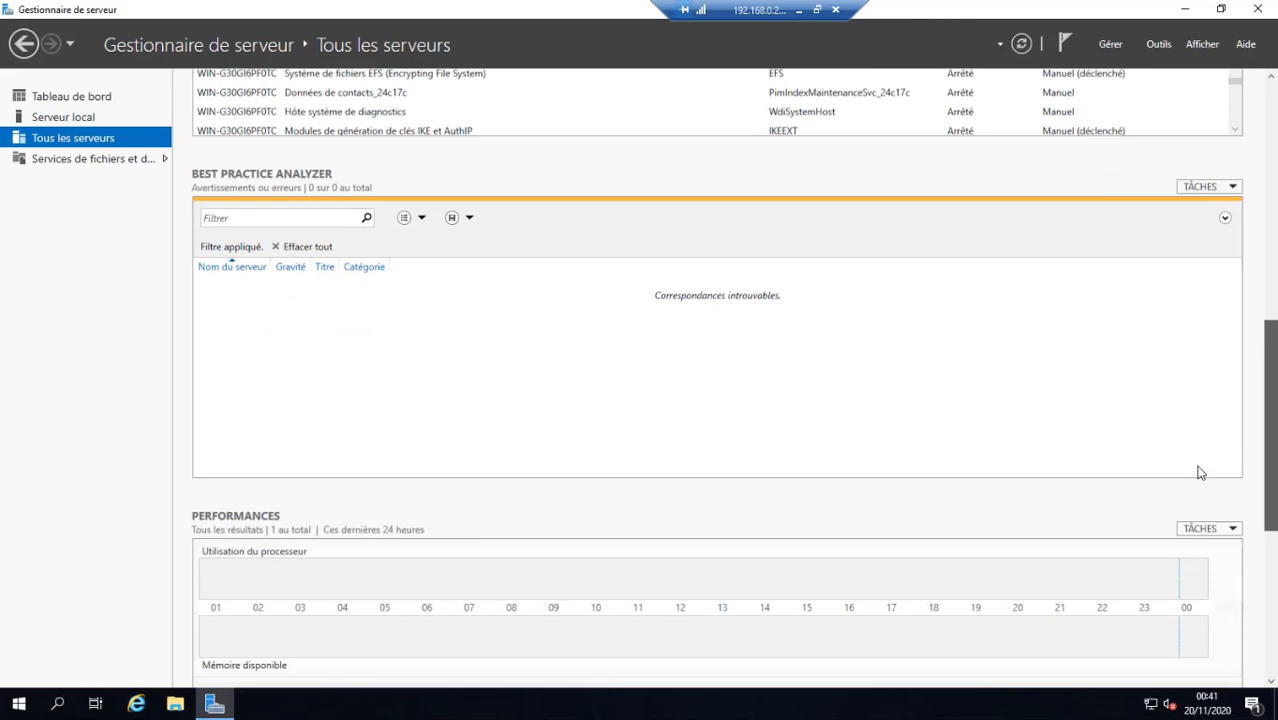 Gestionnaire de serveur
192.168.0.2...
Gestionnaire de serveur ‣ Tous les serveurs
Gérer
Outils
Afficher
Aide
Tableau de bord
Serveur local
Tous les serveurs
Services de fichiers et d...
WIN-G30GI6PF0TC Système de fichiers EFS (Encrypting File System) EFS Arrêté Manuel (déclenché)
WIN-G30GI6PF0TC Données de contacts_24c17c PimIndexMaintenanceSvc_24c17c Arrêté Manuel
WIN-G30GI6PF0TC Hôte système de diagnostics WdiSystemHost Arrêté Manuel
WIN-G30GI6PF0TC Modules de génération de clés IKE et AuthIP IKEEXT Arrêté Manuel (déclenché)
BEST PRACTICE ANALYZER
Avertissements ou erreurs | 0 sur 0 au total
TÂCHES
Filtrer
Filtre appliqué. ✕ Effacer tout
Nom du serveur Gravité Titre Catégorie
Correspondances introuvables.
PERFORMANCES
Tous les résultats | 1 au total | Ces dernières 24 heures
TÂCHES
Utilisation du processeur
01 02 03 04 05 06 07 08 09 10 11 12 13 14 15 16 17 18 19 20 21 22 23 00
Mémoire disponible
00:41
20/11/2020
1